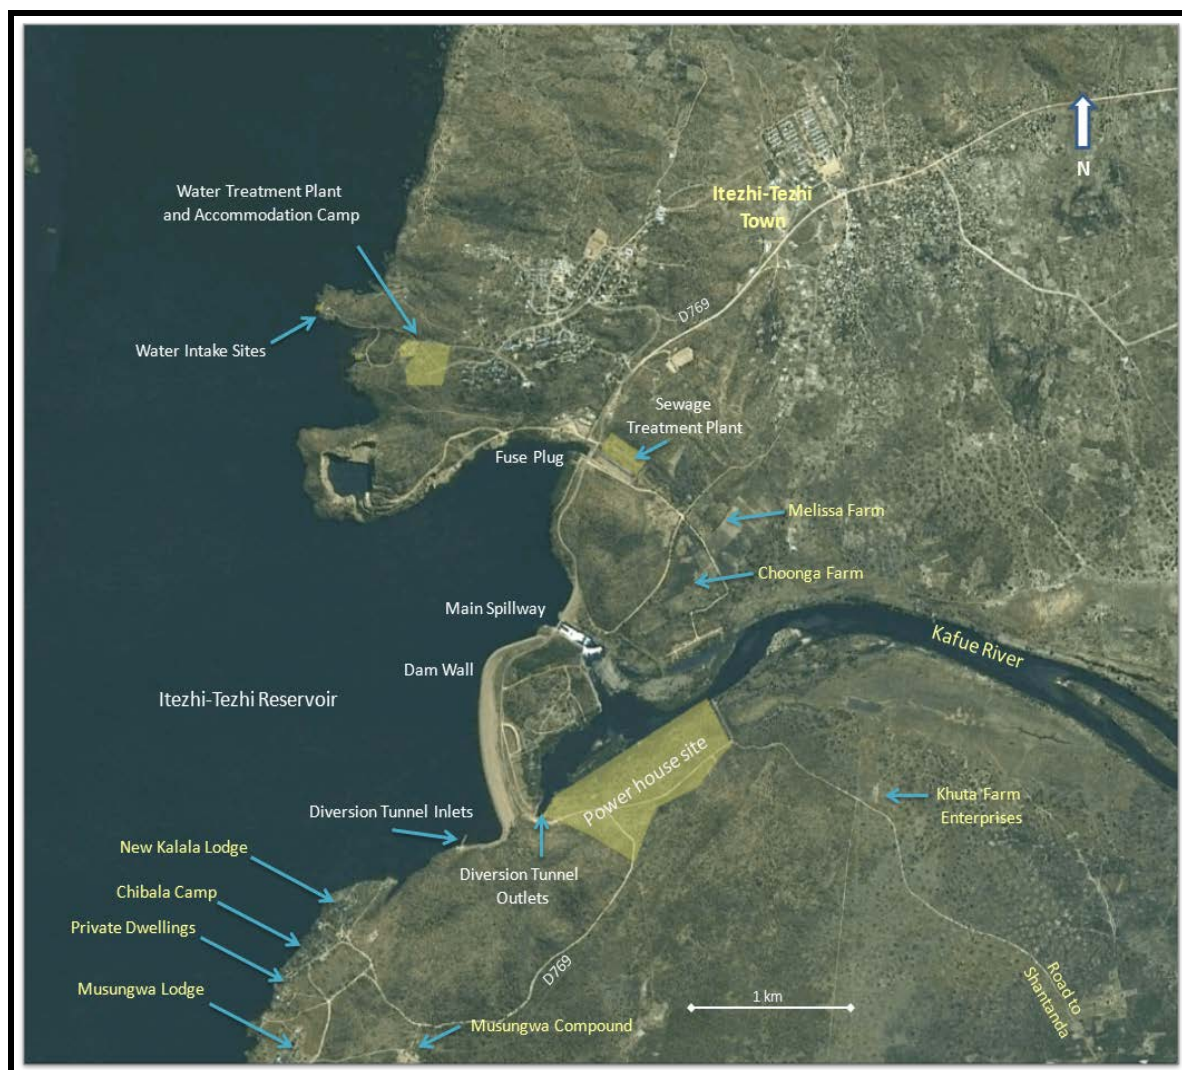 N
Water Treatment Plant
and Accommodation Camp
Itezhi-Tezhi
Town
D769
Water Intake Sites
Sewage
Treatment Plant
Fuse Plug
Melissa Farm
Choonga Farm
Main Spillway
Kafue River
Dam Wall
Itezhi-Tezhi Reservoir
Power house site
Khuta Farm
Enterprises
Diversion Tunnel Inlets
New Kalala Lodge
Diversion Tunnel
Outlets
Chibala Camp
Private Dwellings
D769
Musungwa Lodge
1 km
Road to
Shantanda
Musungwa Compound